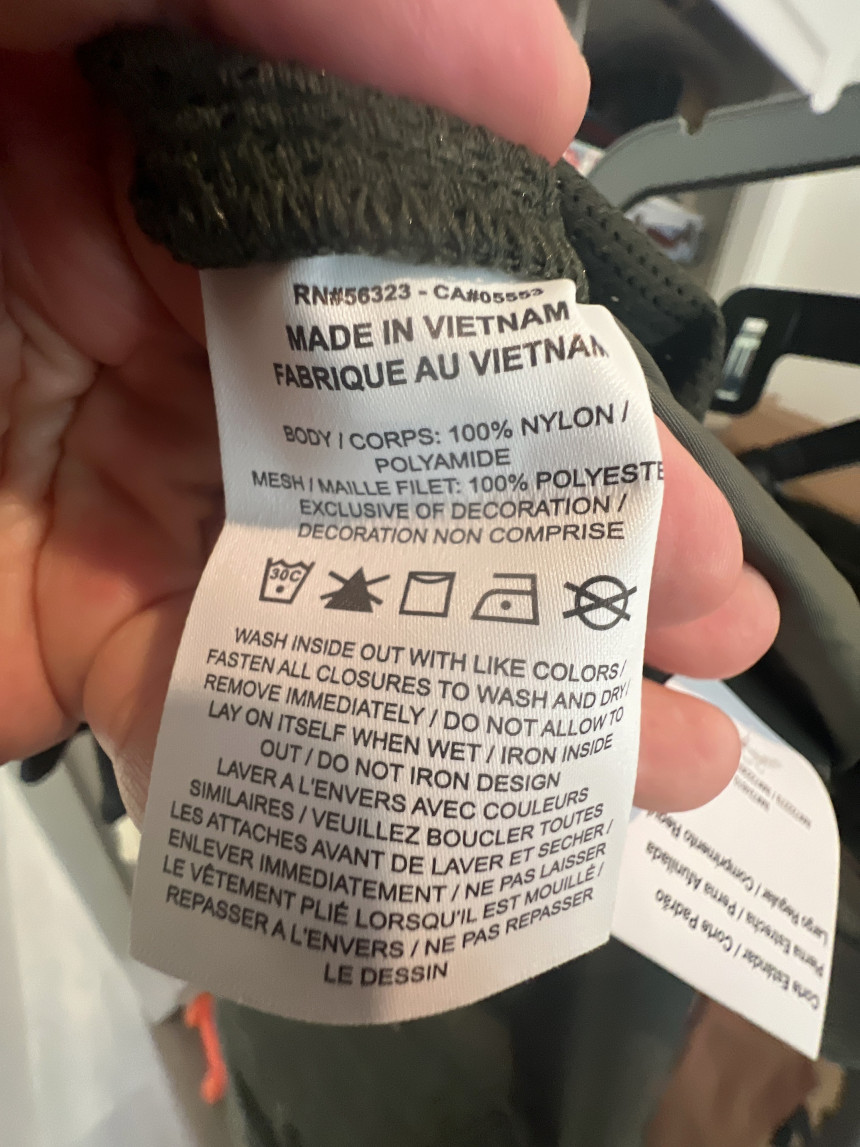 RN#56323 - CA#05553
MADE IN VIETNAM
FABRIQUE AU VIETNAM
BODY / CORPS: 100% NYLON /
POLYAMIDE
MESH / MAILLE FILET: 100% POLYESTE
EXCLUSIVE OF DECORATION /
DECORATION NON COMPRISE
30C
WASH INSIDE OUT WITH LIKE COLORS /
FASTEN ALL CLOSURES TO WASH AND DRY /
REMOVE IMMEDIATELY / DO NOT ALLOW TO
LAY ON ITSELF WHEN WET / IRON INSIDE
OUT / DO NOT IRON DESIGN
LAVER A L'ENVERS AVEC COULEURS
SIMILAIRES / VEUILLEZ BOUCLER TOUTES
LES ATTACHES AVANT DE LAVER ET SECHER /
ENLEVER IMMEDIATEMENT / NE PAS LAISSER
LE VÊTEMENT PLIÉ LORSQU'IL EST MOUILLÉ /
REPASSER A L'ENVERS / NE PAS REPASSER
LE DESSIN
Corte Estándar / Corte Padrão
Pierna Estrecha / Perna Afunilada
Largo Regular / Comprimento Regul